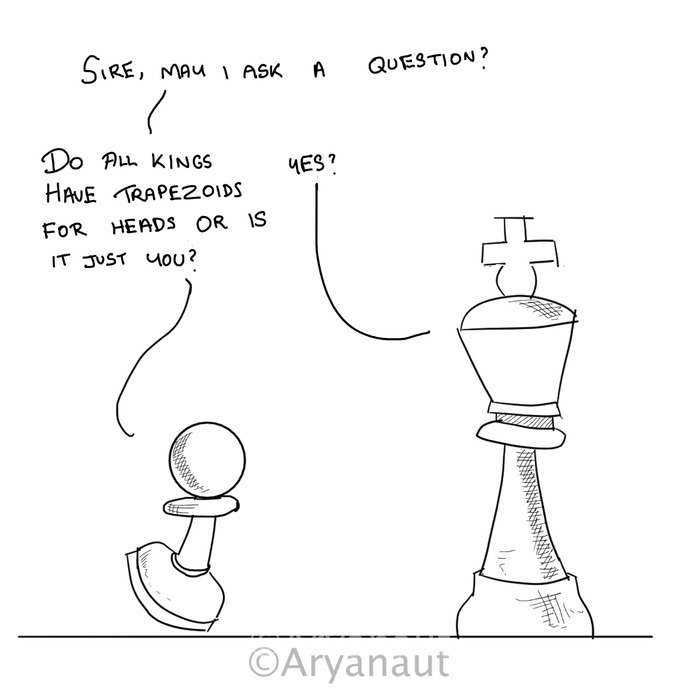 SIRE, MAY I ASK A QUESTION?
YES?
DO ALL KINGS
HAVE TRAPEZOIDS
FOR HEADS OR IS
IT JUST YOU?
©Aryanaut